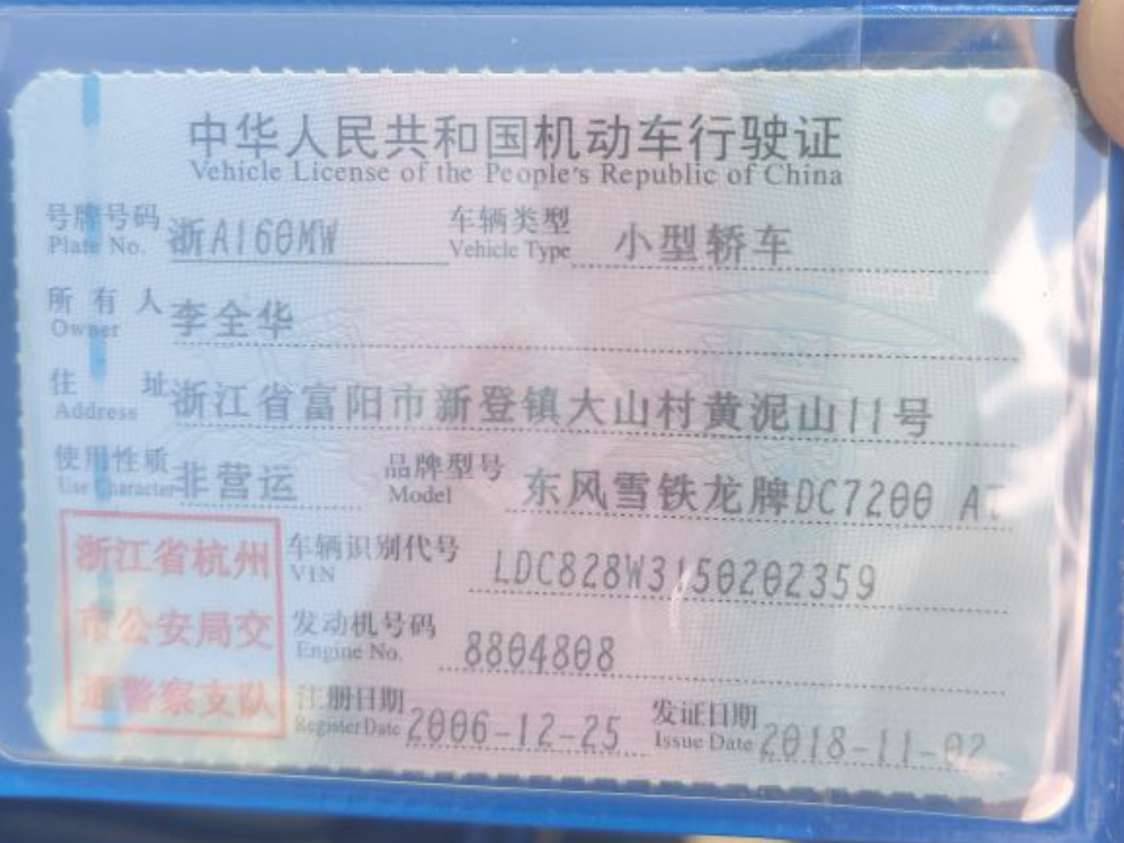 中华人民共和国机动车行驶证
Vehicle License of the People's Republic of China
号牌号码 浙A160MW 车辆类型 小型轿车
Plate No. Vehicle Type
所有人 李全华
Owner
住址 浙江省富阳市新登镇大山村黄泥山11号
Address
使用性质 非营运 品牌型号 东风雪铁龙牌DC7200 A
Use Character Model
浙江省杭州
市公安局交
通警察支队
车辆识别代号 LDC828W3150202359
VIN
发动机号码 8804808
Engine No.
注册日期 2006-12-25 发证日期 2018-11-02
Register Date Issue Date